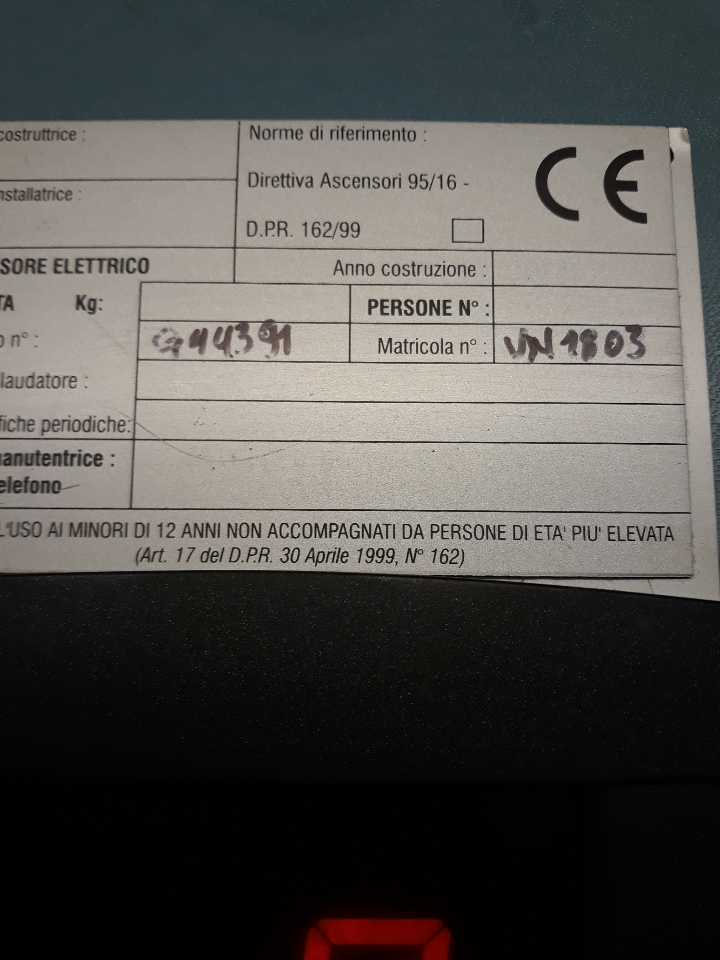 costruttrice :
Norme di riferimento :
CE
Direttiva Ascensori 95/16 -
nstallatrice :
D.P.R. 162/99
SORE ELETTRICO
Anno costruzione :
TA Kg:
PERSONE N° :
o n° :
Matricola n° : VN1803
laudatore :
fiche periodiche:
anutentrice :
elefono
L'USO AI MINORI DI 12 ANNI NON ACCOMPAGNATI DA PERSONE DI ETA' PIU' ELEVATA
(Art. 17 del D.P.R. 30 Aprile 1999, N° 162)